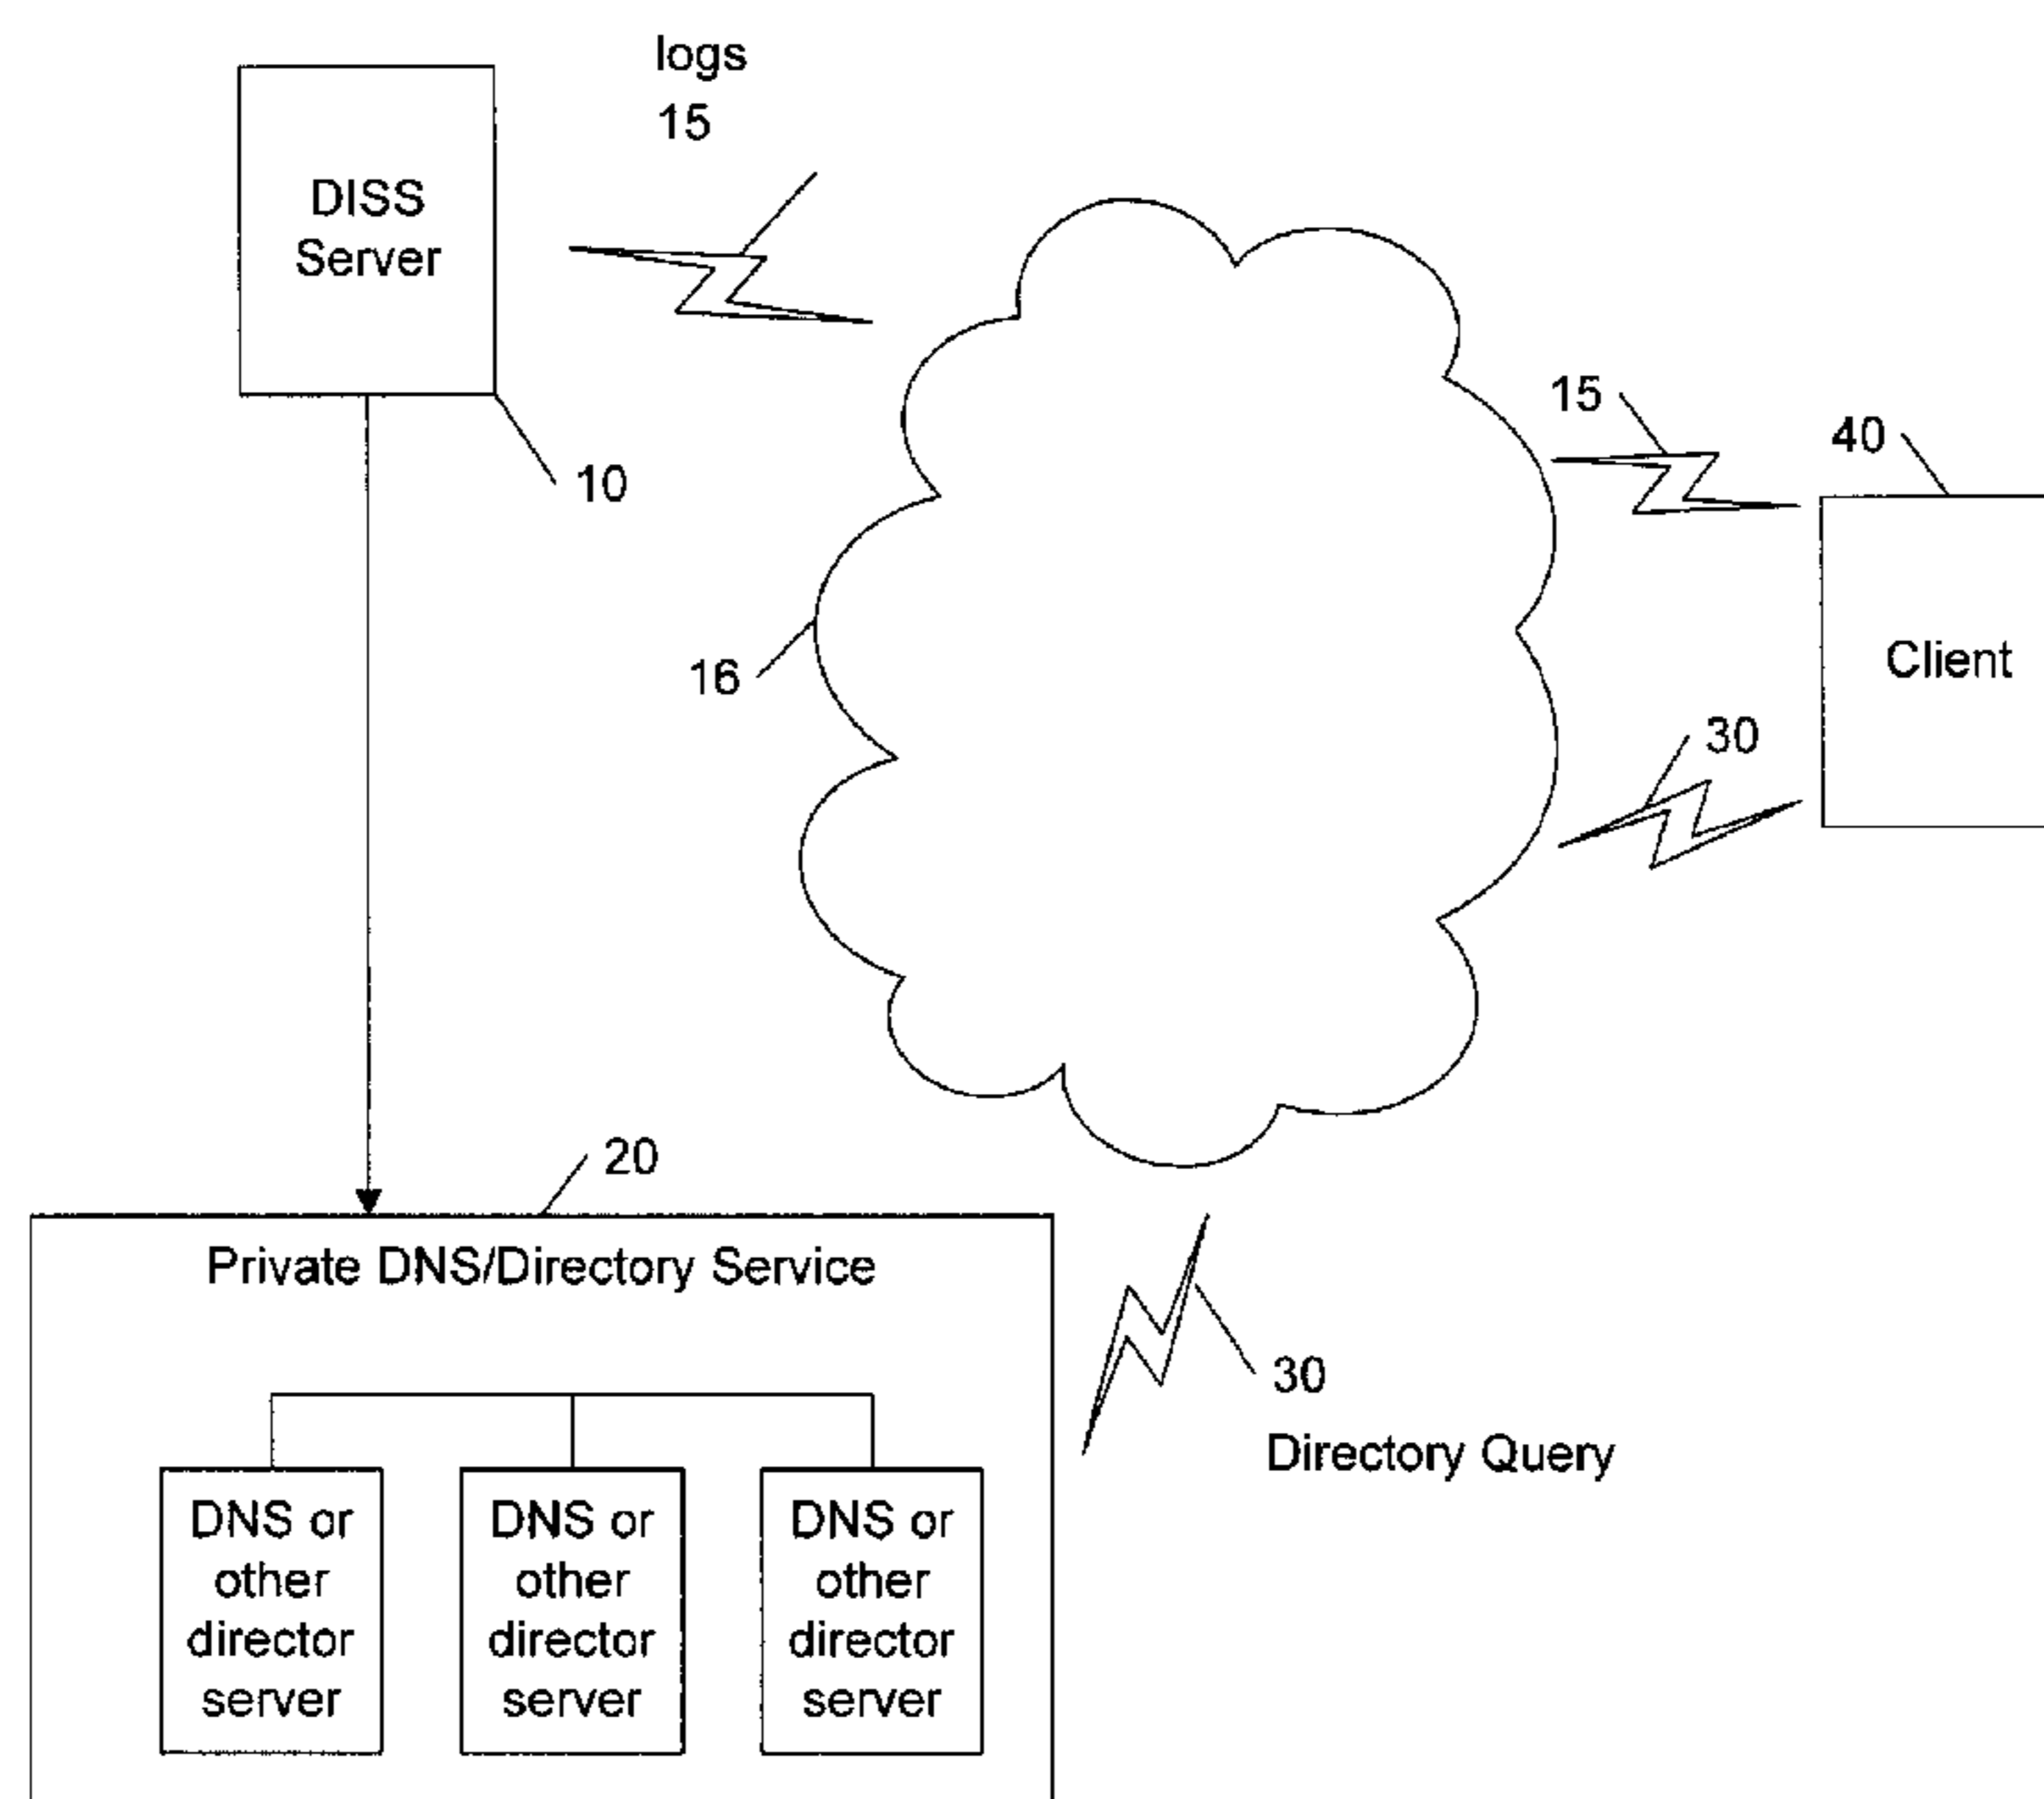 logs
15
DISS
Server
10
15
40
16
Client
30
20
Private DNS/Directory Service
30
Directory Query
DNS or
other
director
server
DNS or
other
director
server
DNS or
other
director
server